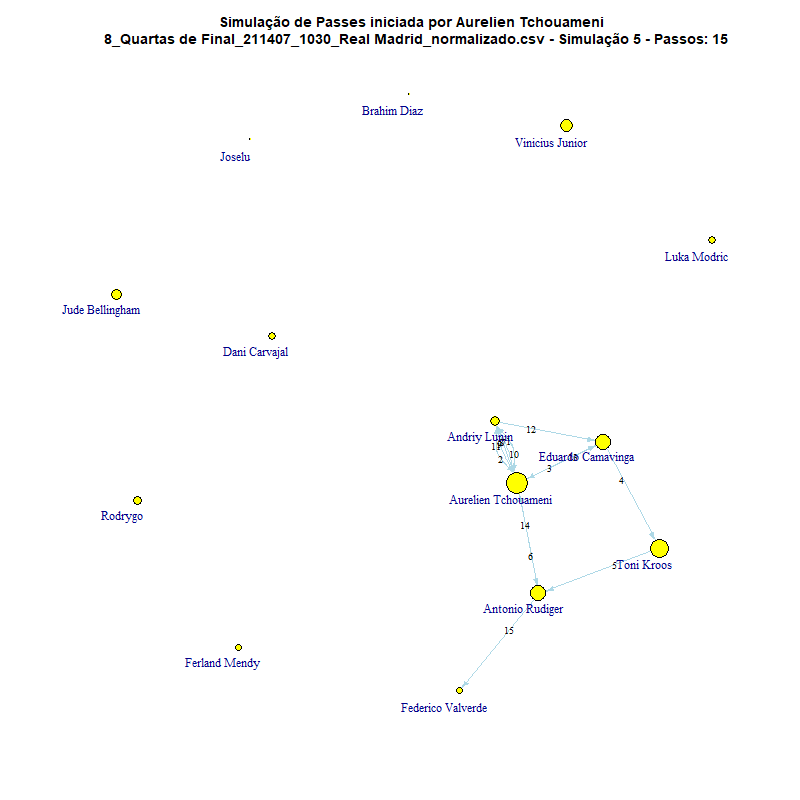 Simulação de Passes iniciada por Aurelien Tchouameni
8_Quartas de Final_211407_1030_Real Madrid_normalizado.csv - Simulação 5 - Passos: 15
Brahim Diaz
Vinicius Junior
Joselu
Luka Modric
Jude Bellingham
Dani Carvajal
12
Andriy Lunin
10
2
Eduardo Camavinga
3
4
Aurelien Tchouameni
Rodrygo
14
6
5
Toni Kroos
Antonio Rudiger
15
Ferland Mendy
Federico Valverde